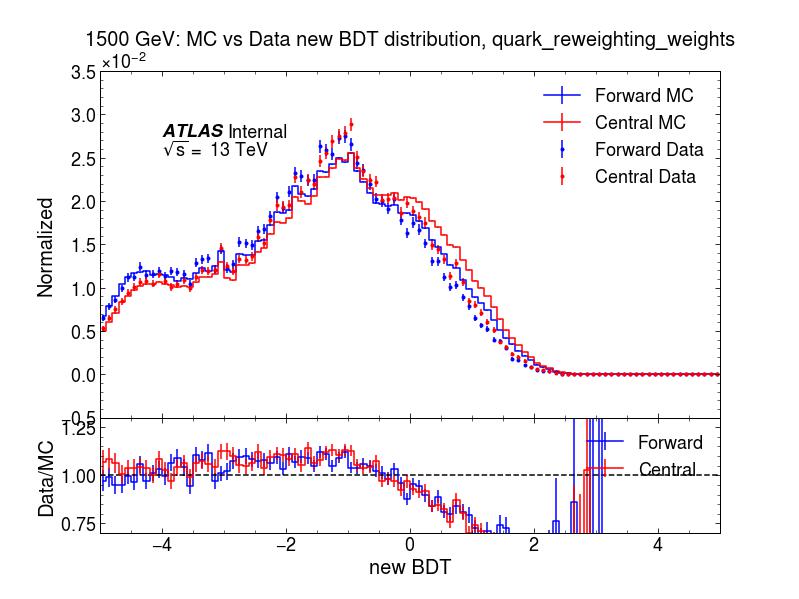 1500 GeV: MC vs Data new BDT distribution, quark_reweighting_weights
×10⁻²
3.5
3.0
2.5
2.0
1.5
1.0
0.5
0.0
0.5
Normalized
ATLAS Internal
√s = 13 TeV
Forward MC
Central MC
Forward Data
Central Data
1.25
1.00
0.75
Data/MC
Forward
Central
−4 −2 0 2 4
new BDT